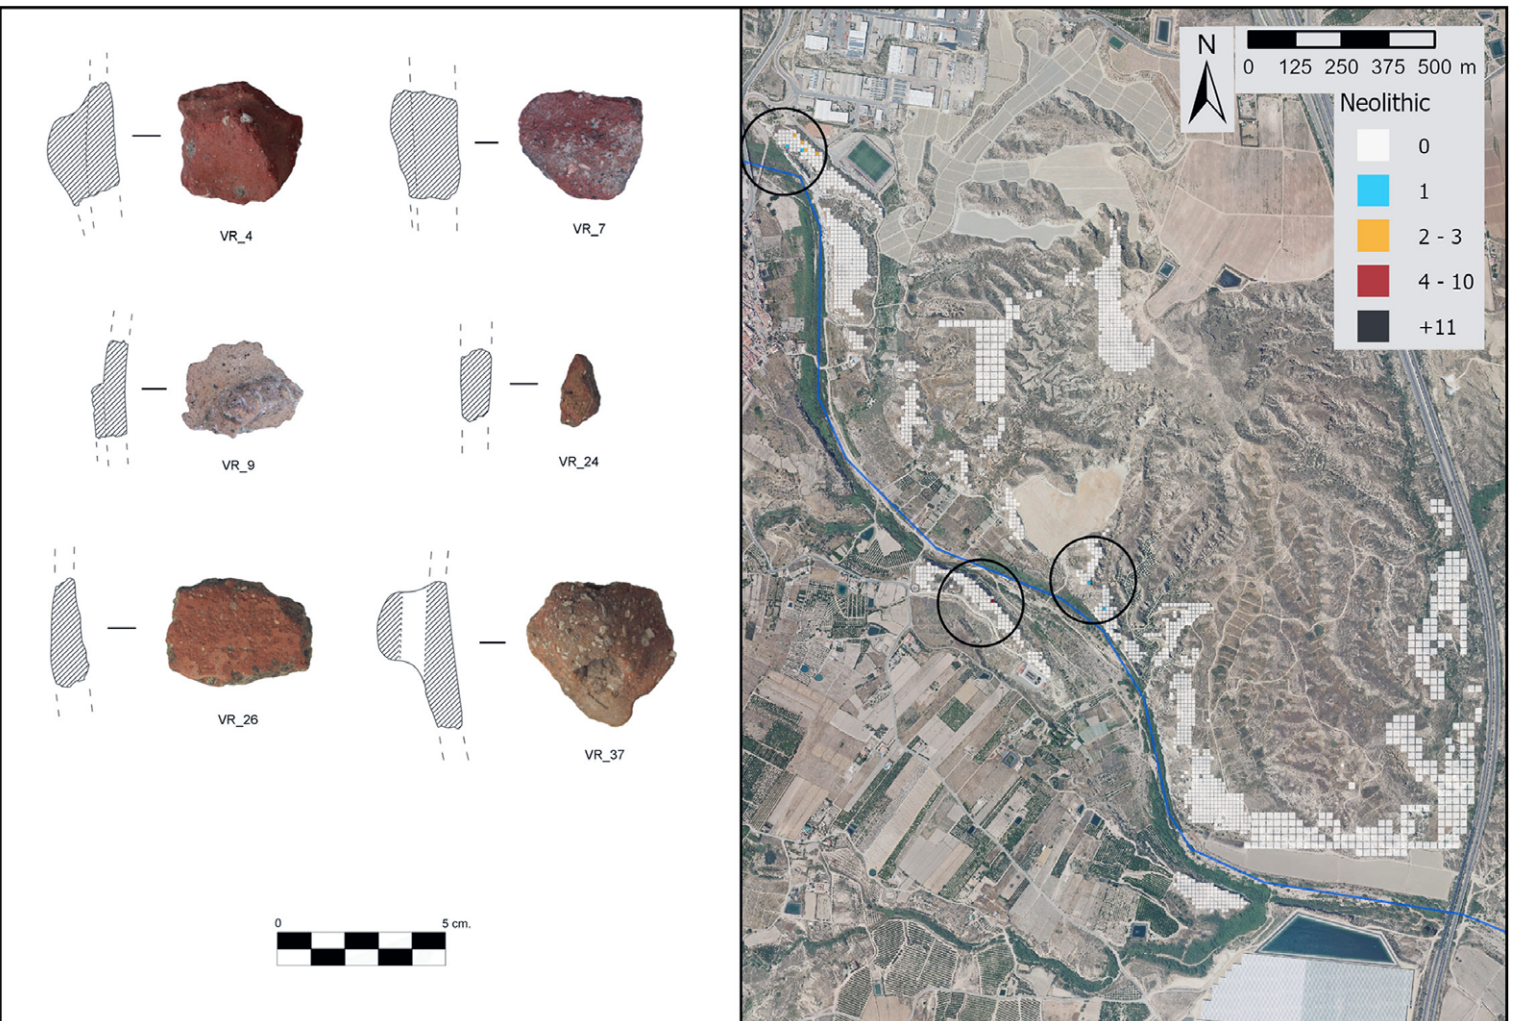 VR_4
VR_7
VR_9
VR_24
VR_26
VR_37
0 5 cm.
N
0 125 250 375 500 m
Neolithic
0
1
2 - 3
4 - 10
+11